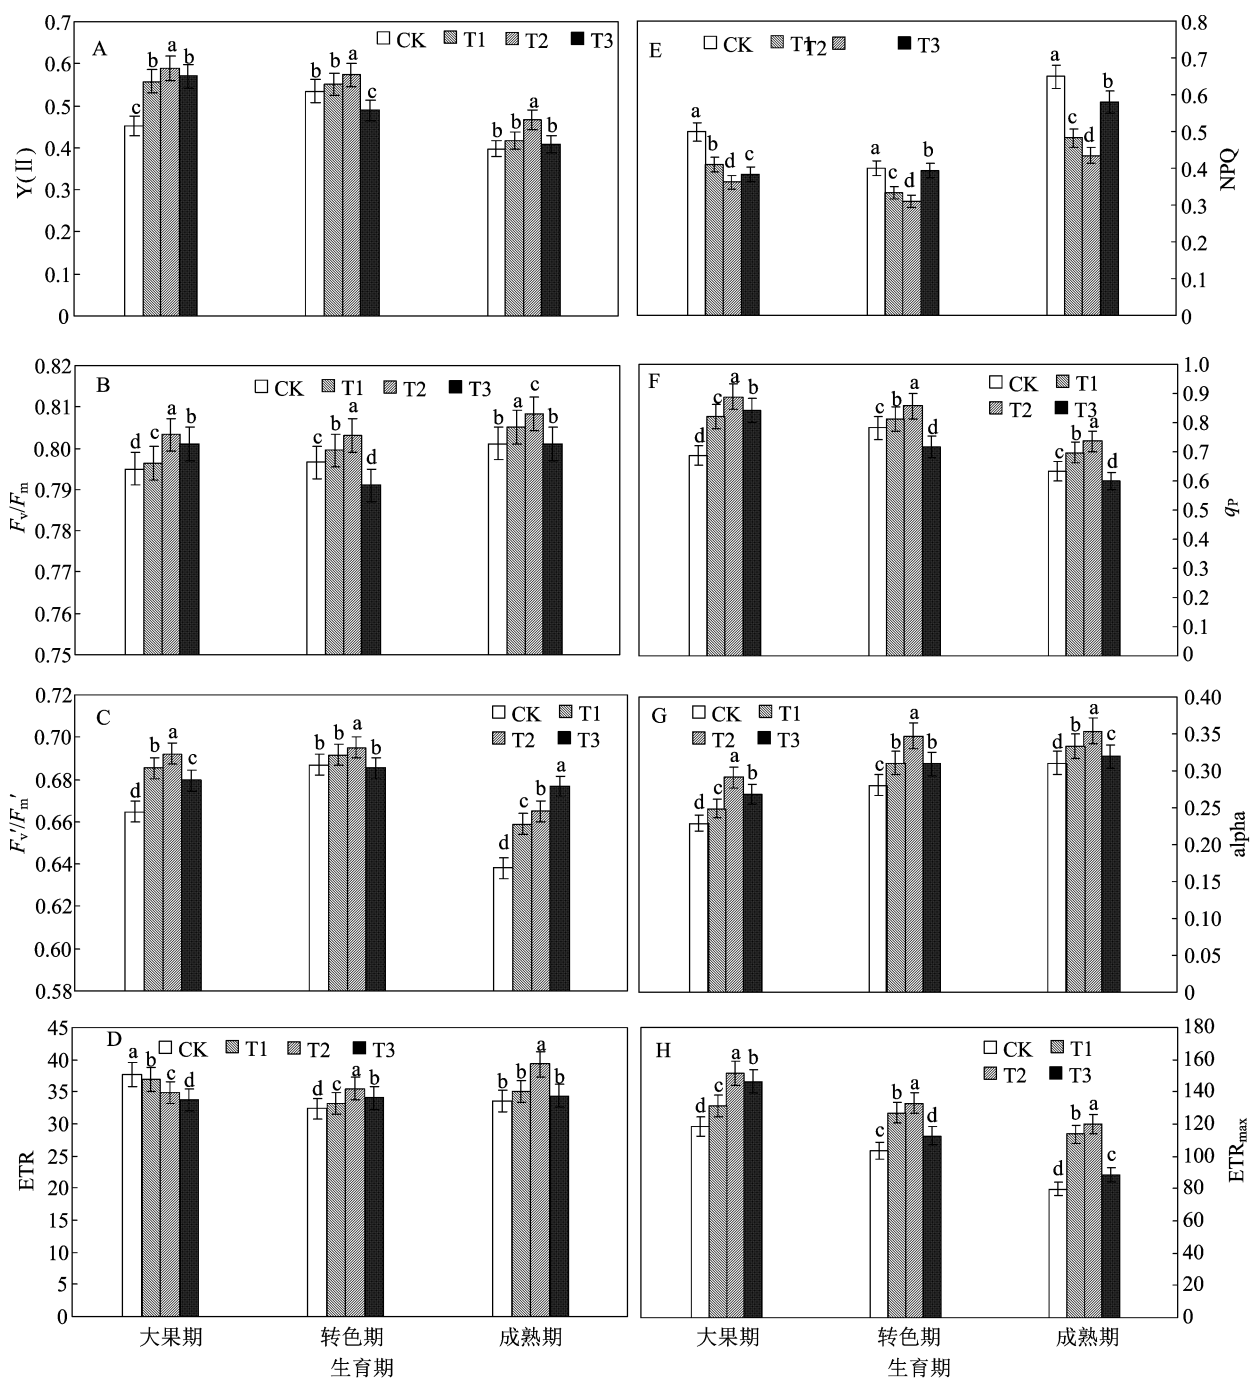 A
CK T1 T2 T3
0.7
0.6
0.5
0.4
0.3
0.2
0.1
0
Y(Ⅱ)
c b a b
b b a c
b b a b
E
CK T1 T2 T3
0.8
0.7
0.6
0.5
0.4
0.3
0.2
0.1
0
NPQ
a b d c
a c d b
a c d b
B
CK T1 T2 T3
0.82
0.81
0.80
0.79
0.78
0.77
0.76
0.75
Fv/Fm
d c a b
c b a d
b a c b
F
CK T1
T2 T3
1.0
0.9
0.8
0.7
0.6
0.5
0.4
0.3
0.2
0.1
0
qP
d c a b
c b a d
c b a d
C
CK T1
T2 T3
0.72
0.70
0.68
0.66
0.64
0.62
0.60
0.58
Fv′/Fm′
d b a c
b b a b
d c b a
G
CK T1
T2 T3
0.40
0.35
0.30
0.25
0.20
0.15
0.10
0.05
0
alpha
d c a b
c b a b
d b a c
D
CK T1 T2 T3
45
40
35
30
25
20
15
10
5
0
ETR
a b c d
d c a b
b b a b
大果期 转色期 成熟期
生育期
H
CK T1
T2 T3
180
160
140
120
100
80
60
40
20
0
ETRmax
d c a b
c b a d
d b a c
大果期 转色期 成熟期
生育期